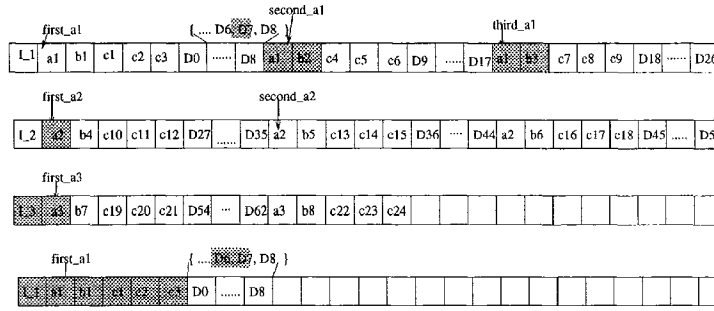 second_a1
first_a1 { .... D6, D7, D8, } third_a1
I_1 a1 b1 c1 c2 c3 D0 ...... D8 a1 b2 c4 c5 c6 D9 ..... D17 a1 b3 c7 c8 c9 D18 ...... D26
first_a2 second_a2
I_2 a2 b4 c10 c11 c12 D27 ...... D35 a2 b5 c13 c14 c15 D36 .... D44 a2 b6 c16 c17 c18 D45 ..... D5
first_a3
I_3 a3 b7 c19 c20 c21 D54 ... D62 a3 b8 c22 c23 c24
first_a1 { .... D6, D7, D8, }
I_1 a1 b1 c1 c2 c3 D0 ...... D8